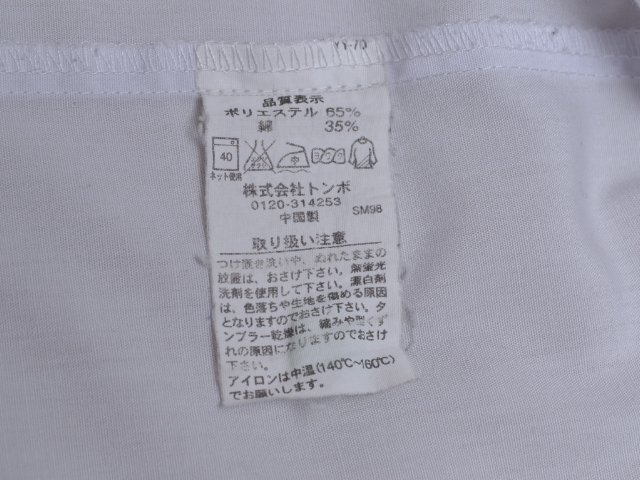 品質表示
ポリエステル 65%
綿 35%
40
中
ネット使用
株式会社トンボ
0120-314253
中国製 SM98
取り扱い注意
つけ置き洗いや、ぬれたままの
放置は、おさけ下さい。無蛍光
洗剤を使用して下さい。漂白剤
は、色落ちや生地を傷める原因
となりますのでおさけ下さい。タ
ンブラー乾燥は、縮みや型くず
れの原因になりますのでおさけ
下さい。
アイロンは中温(140℃~160℃)
でお願いします。